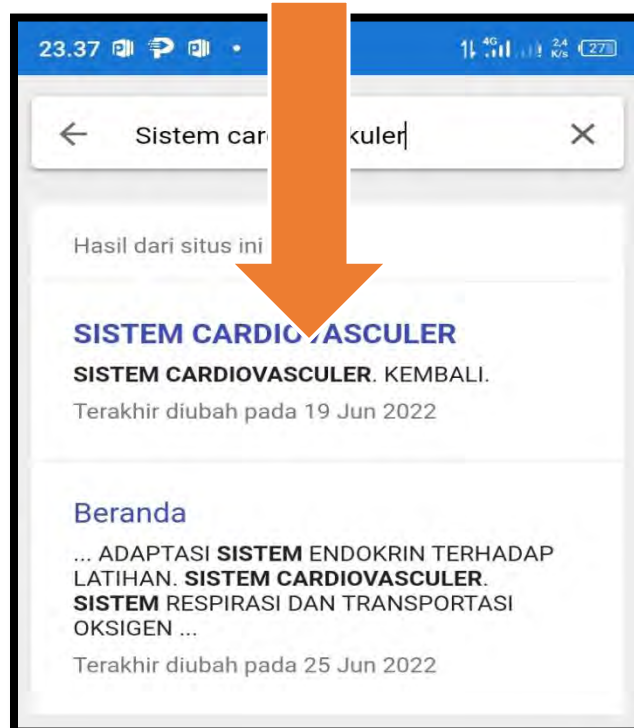 23.37 4G 2,4 K/s 27
Sistem car kuler
Hasil dari situs ini
SISTEM CARDIOVASCULER
SISTEM CARDIOVASCULER. KEMBALI.
Terakhir diubah pada 19 Jun 2022
Beranda
... ADAPTASI SISTEM ENDOKRIN TERHADAP
LATIHAN. SISTEM CARDIOVASCULER.
SISTEM RESPIRASI DAN TRANSPORTASI
OKSIGEN ...
Terakhir diubah pada 25 Jun 2022